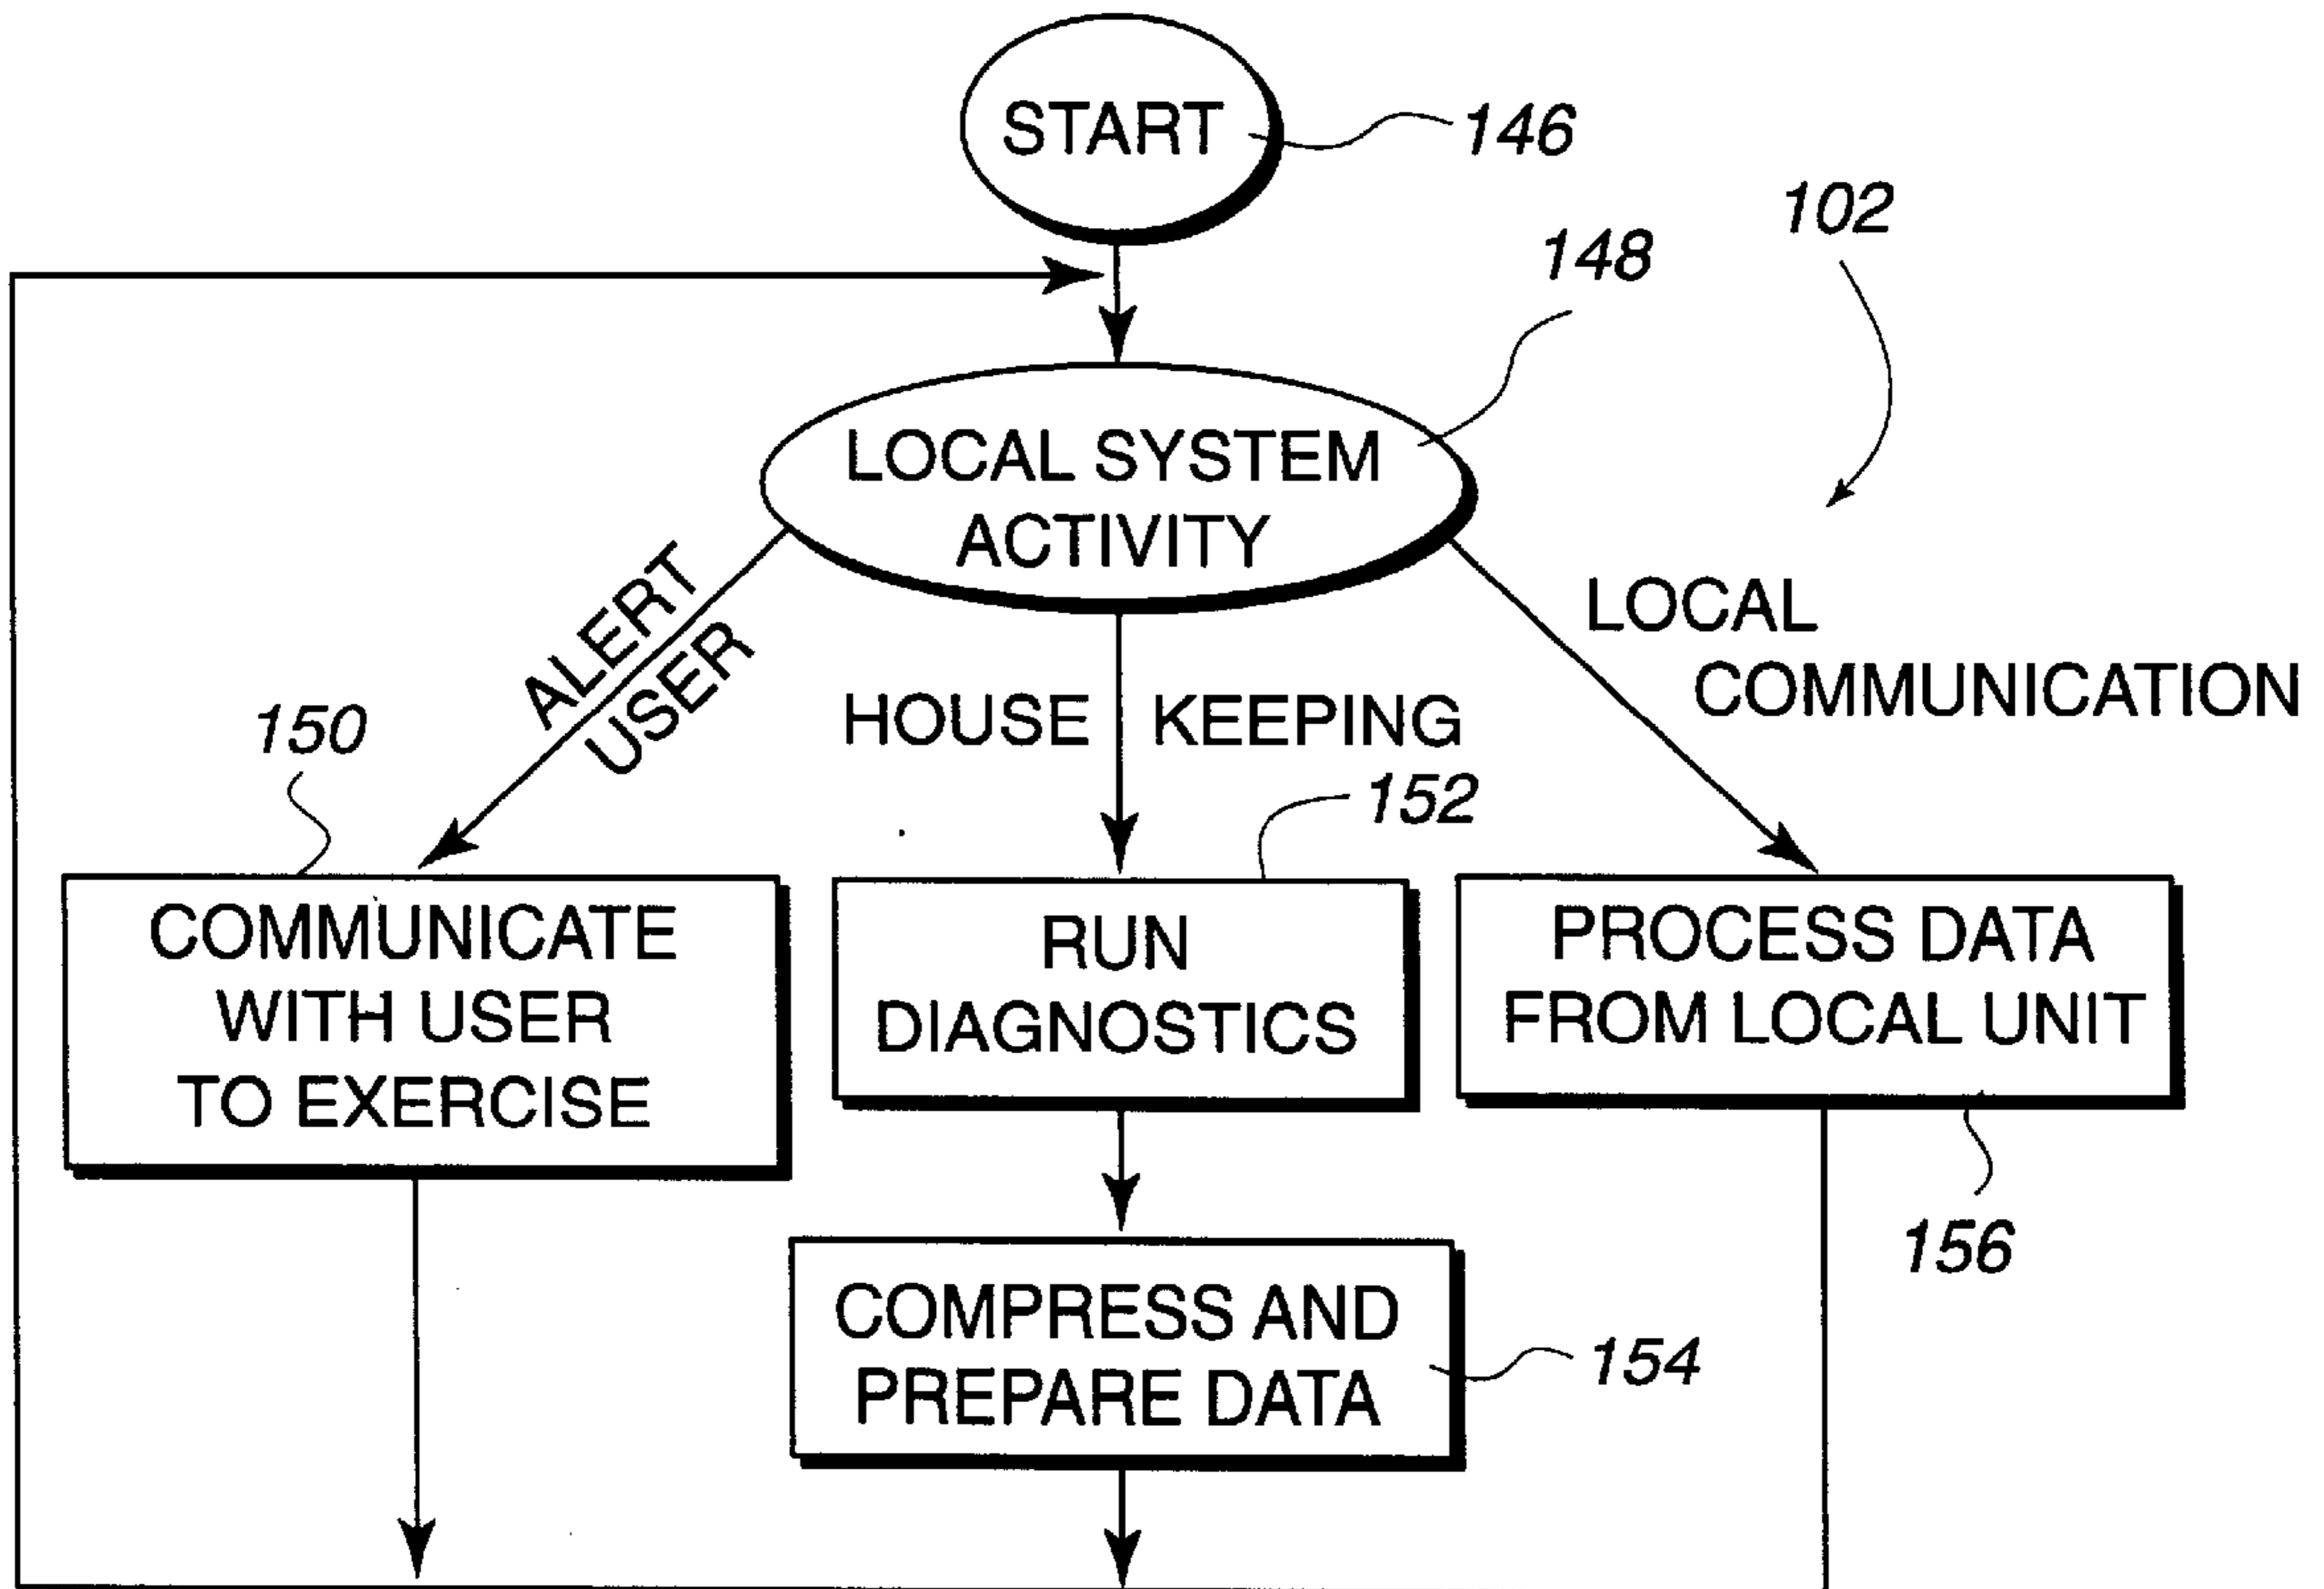 START
146
102
148
LOCAL SYSTEM
ACTIVITY
ALERT
USER
HOUSE KEEPING
LOCAL
COMMUNICATION
150
152
COMMUNICATE
WITH USER
TO EXERCISE
RUN
DIAGNOSTICS
PROCESS DATA
FROM LOCAL UNIT
156
COMPRESS AND
PREPARE DATA
154